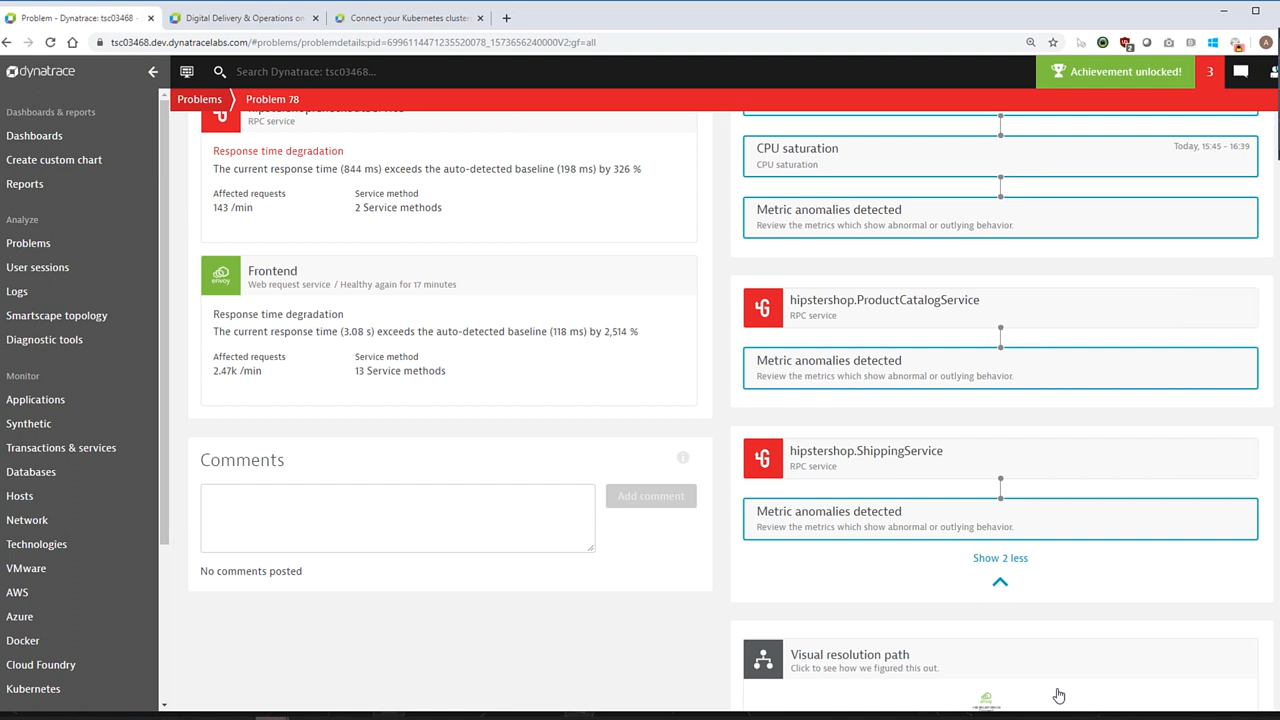 Problem - Dynatrace: tsc03468
Digital Delivery & Operations on
Connect your Kubernetes cluster
tsc03468.dev.dynatracelabs.com/#problems/problemdetails;pid=6996114471235520078_1573656240000V2;gf=all
dynatrace
Search Dynatrace: tsc03468...
Achievement unlocked!
3
Problems
Problem 78
Dashboards & reports
Dashboards
Create custom chart
Reports
Analyze
Problems
User sessions
Logs
Smartscape topology
Diagnostic tools
Monitor
Applications
Synthetic
Transactions & services
Databases
Hosts
Network
Technologies
VMware
AWS
Azure
Docker
Cloud Foundry
Kubernetes
RPC service
Response time degradation
The current response time (844 ms) exceeds the auto-detected baseline (198 ms) by 326 %
Affected requests
Service method
143 /min
2 Service methods
envoy
Frontend
Web request service / Healthy again for 17 minutes
Response time degradation
The current response time (3.08 s) exceeds the auto-detected baseline (118 ms) by 2,514 %
Affected requests
Service method
2.47k /min
13 Service methods
Comments
Add comment
No comments posted
CPU saturation
Today, 15:45 - 16:39
CPU saturation
Metric anomalies detected
Review the metrics which show abnormal or outlying behavior.
hipstershop.ProductCatalogService
RPC service
Metric anomalies detected
Review the metrics which show abnormal or outlying behavior.
hipstershop.ShippingService
RPC service
Metric anomalies detected
Review the metrics which show abnormal or outlying behavior.
Show 2 less
Visual resolution path
Click to see how we figured this out.
envoy